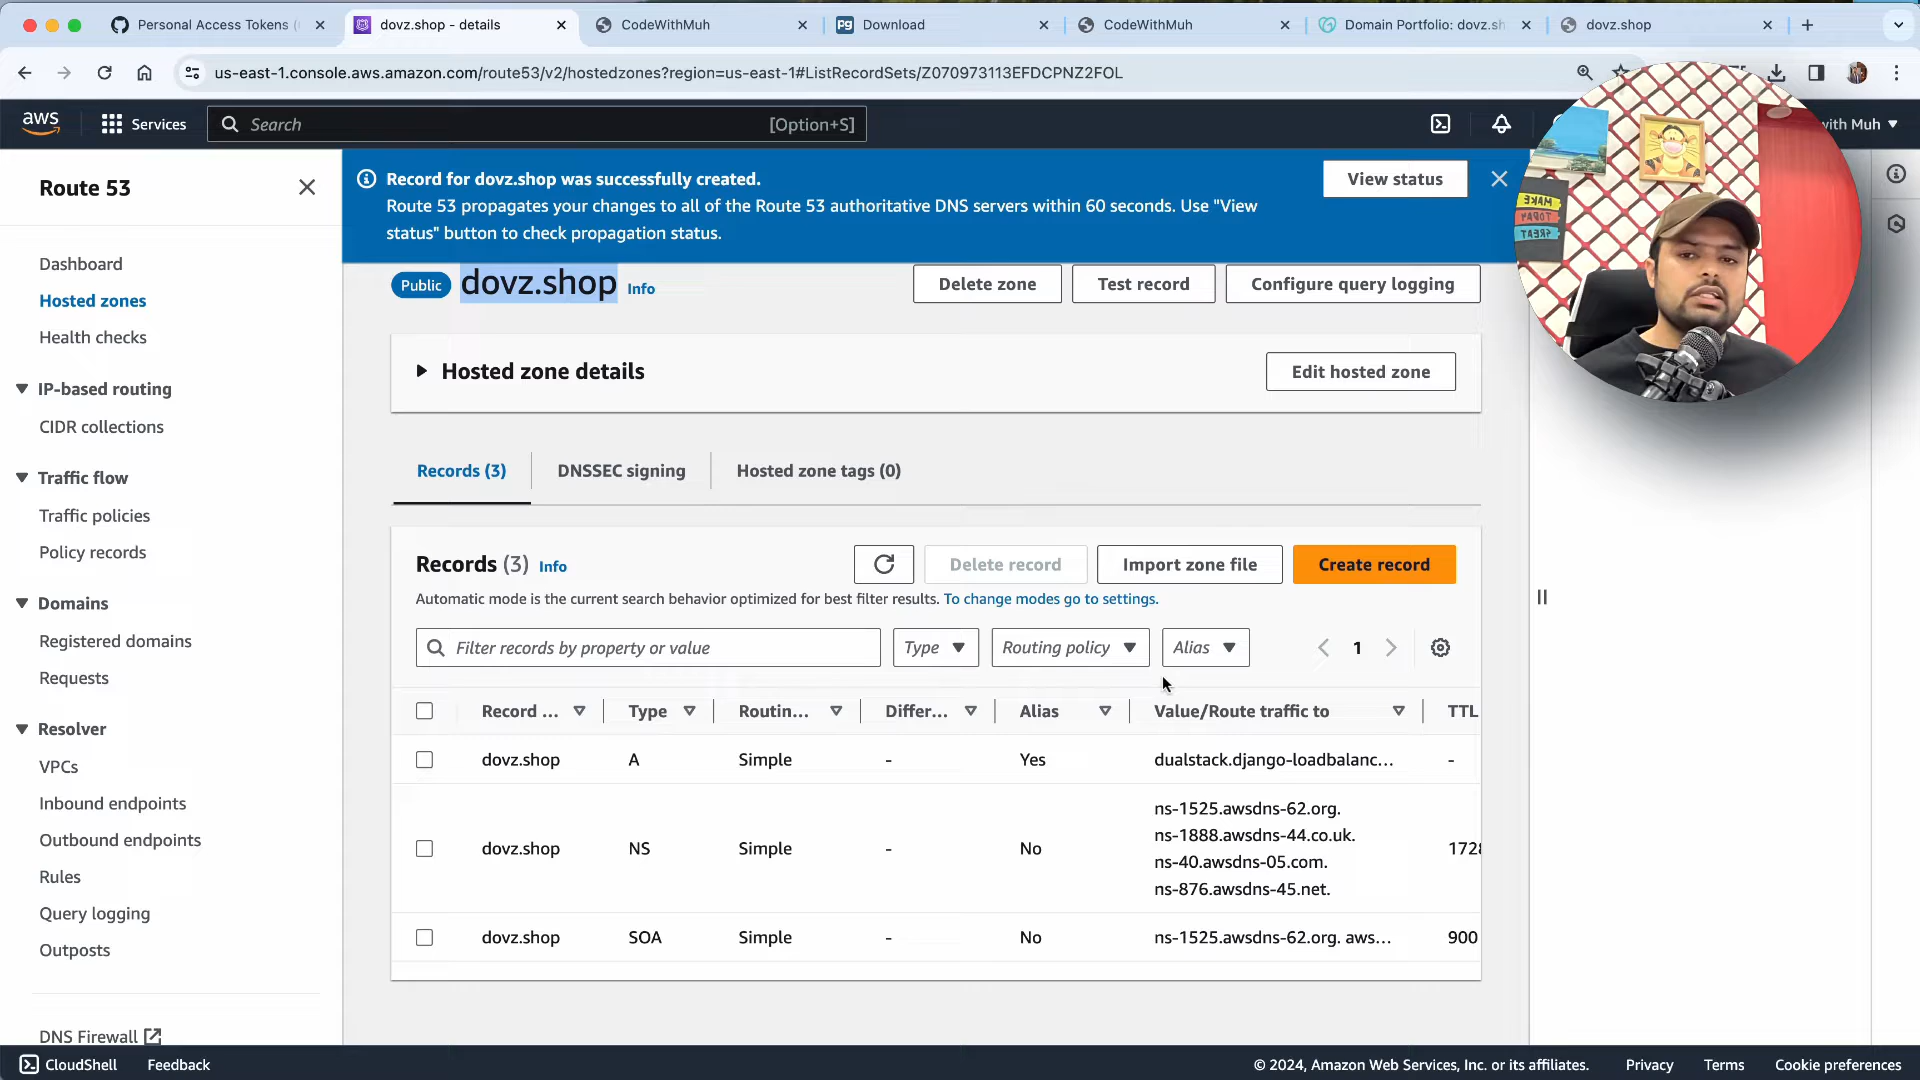 Personal Access Tokens (
dovz.shop - details
CodeWithMuh
Download
CodeWithMuh
Domain Portfolio: dovz.sh
dovz.shop
us-east-1.console.aws.amazon.com/route53/v2/hostedzones?region=us-east-1#ListRecordSets/Z070973113EFDCPNZ2FOL
aws
Services
Search
[Option+S]
with Muh
Route 53
Dashboard
Hosted zones
Health checks
IP-based routing
CIDR collections
Traffic flow
Traffic policies
Policy records
Domains
Registered domains
Requests
Resolver
VPCs
Inbound endpoints
Outbound endpoints
Rules
Query logging
Outposts
DNS Firewall
Record for dovz.shop was successfully created.
Route 53 propagates your changes to all of the Route 53 authoritative DNS servers within 60 seconds. Use "View
status" button to check propagation status.
View status
Public
dovz.shop
Info
Delete zone
Test record
Configure query logging
Hosted zone details
Edit hosted zone
Records (3)
DNSSEC signing
Hosted zone tags (0)
Records (3) Info
Delete record
Import zone file
Create record
Automatic mode is the current search behavior optimized for best filter results. To change modes go to settings.
Filter records by property or value
Type
Routing policy
Alias
1
Record ...
Type
Routin...
Differ...
Alias
Value/Route traffic to
TTL
dovz.shop A Simple - Yes dualstack.django-loadbalanc... -
dovz.shop NS Simple - No
ns-1525.awsdns-62.org.
ns-1888.awsdns-44.co.uk.
ns-40.awsdns-05.com.
ns-876.awsdns-45.net.
1728
dovz.shop SOA Simple - No ns-1525.awsdns-62.org. aws... 900
MAKE
TODAY
GREAT
CloudShell
Feedback
© 2024, Amazon Web Services, Inc. or its affiliates.
Privacy
Terms
Cookie preferences